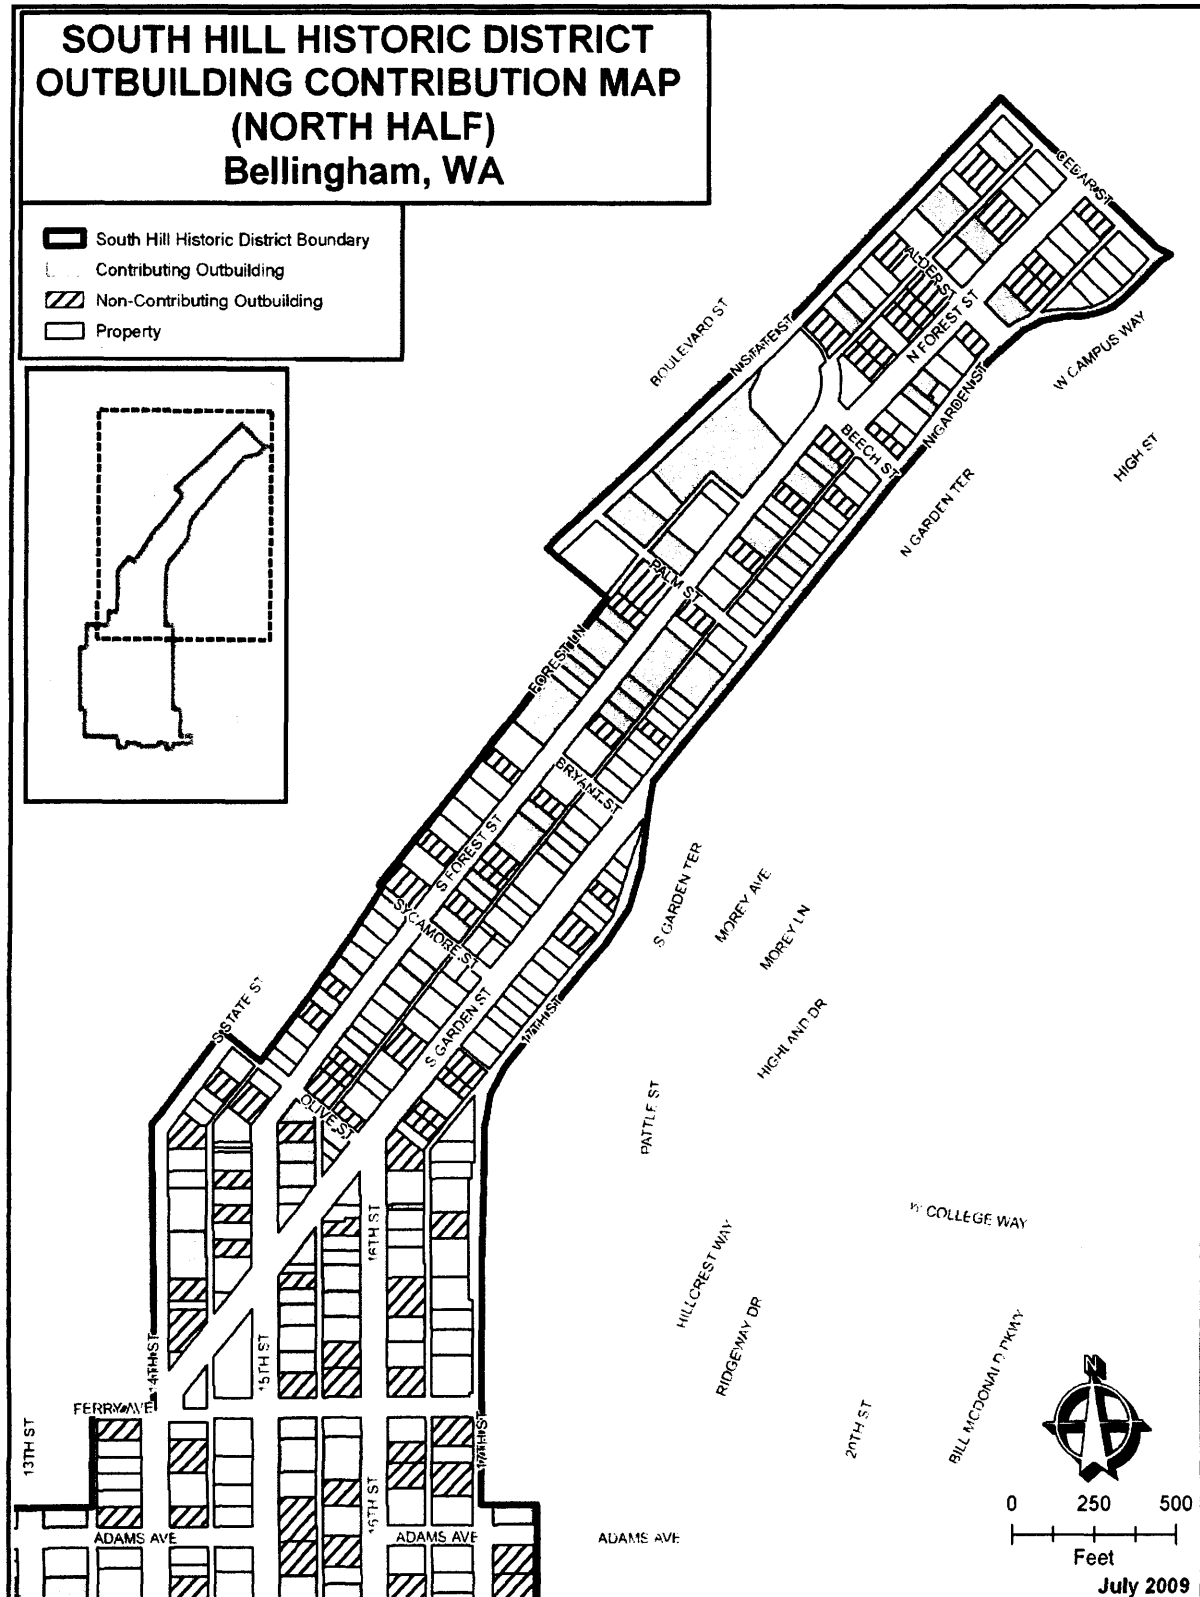 SOUTH HILL HISTORIC DISTRICT
OUTBUILDING CONTRIBUTION MAP
(NORTH HALF)
Bellingham, WA
South Hill Historic District Boundary
Contributing Outbuilding
Non-Contributing Outbuilding
Property
CEDAR ST
ALDER ST
BOULEVARD ST
N STATE ST
N FOREST ST
W CAMPUS WAY
N GARDEN ST
BEECH ST
HIGH ST
N GARDEN TER
PALM ST
FOREST LN
BRYANT ST
S FOREST ST
S GARDEN TER
MOREY AVE
MOREY LN
SYCAMORE ST
S STATE ST
S GARDEN ST
17TH ST
HIGHLAND DR
OLIVE ST
PATTLE ST
16TH ST
W COLLEGE WAY
HILLCREST WAY
RIDGEWAY DR
14TH ST
15TH ST
BILL MCDONALD PKWY
N
FERRY AVE
13TH ST
17TH ST
20TH ST
16TH ST
0 250 500
ADAMS AVE
ADAMS AVE
ADAMS AVE
Feet
July 2009